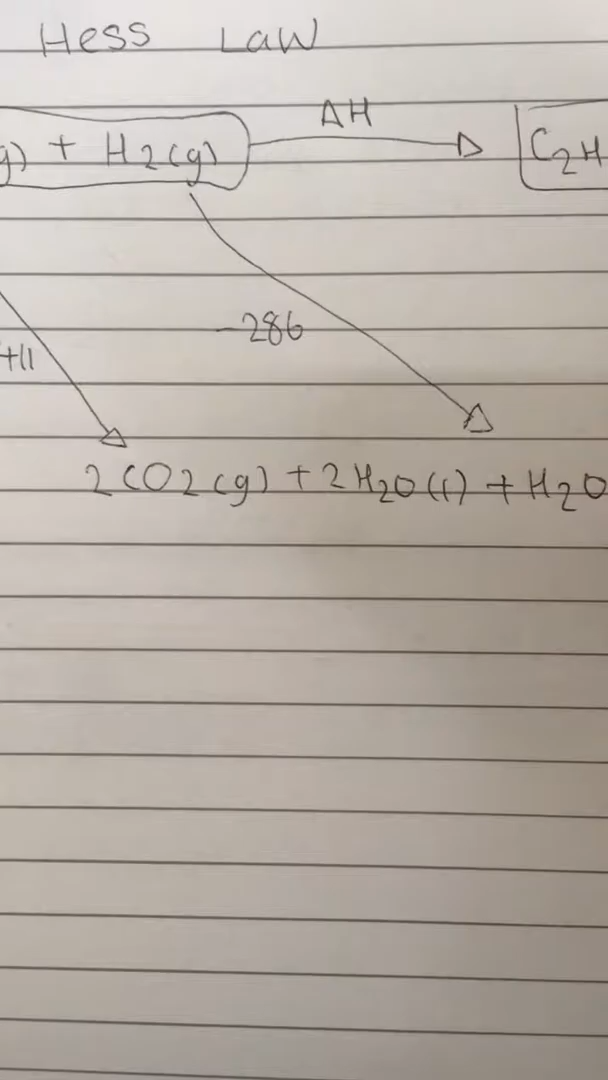 Hess Law
ΔH
g) + H2(g) C2H
-286
+11
2CO2(g) + 2H2O(l) + H2O